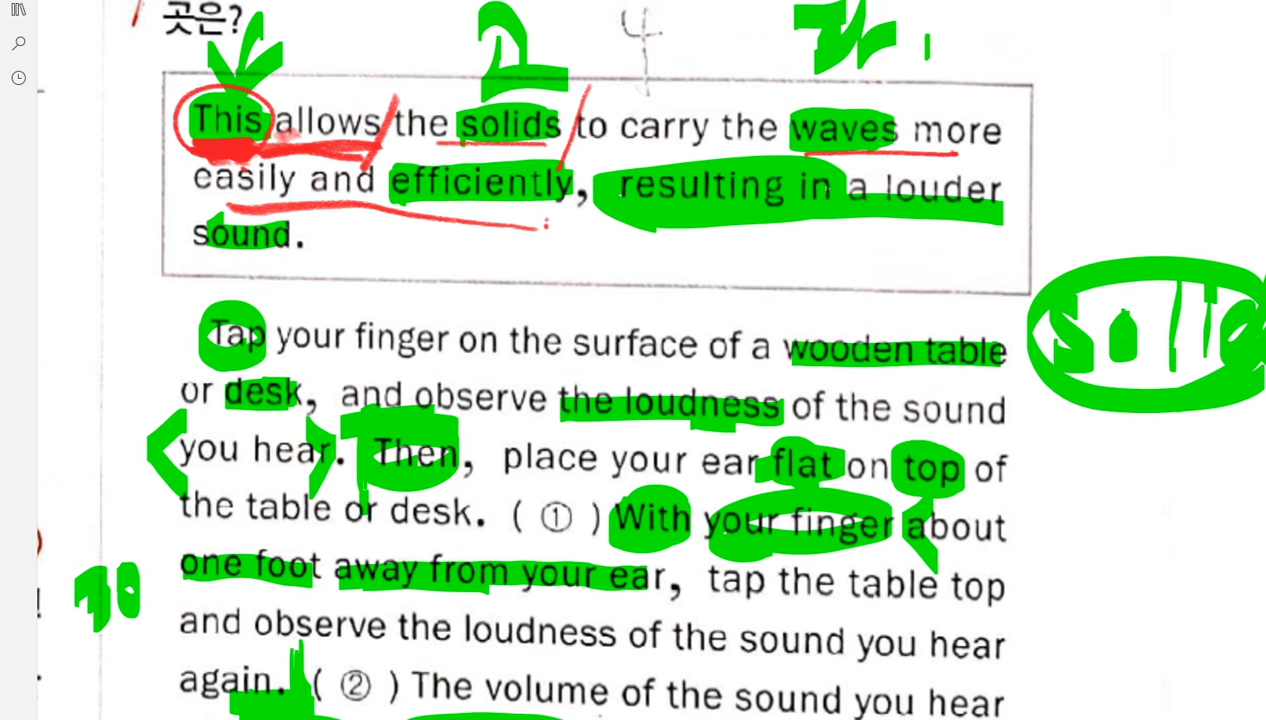 곳은?
4
This allows the solids to carry the waves more
easily and efficiently, resulting in a louder
sound.
Tap your finger on the surface of a wooden table
or desk, and observe the loudness of the sound
you hear. Then, place your ear flat on top of
the table or desk. ( ① ) With your finger about
one foot away from your ear, tap the table top
and observe the loudness of the sound you hear
again. ( ② ) The volume of the sound you hear